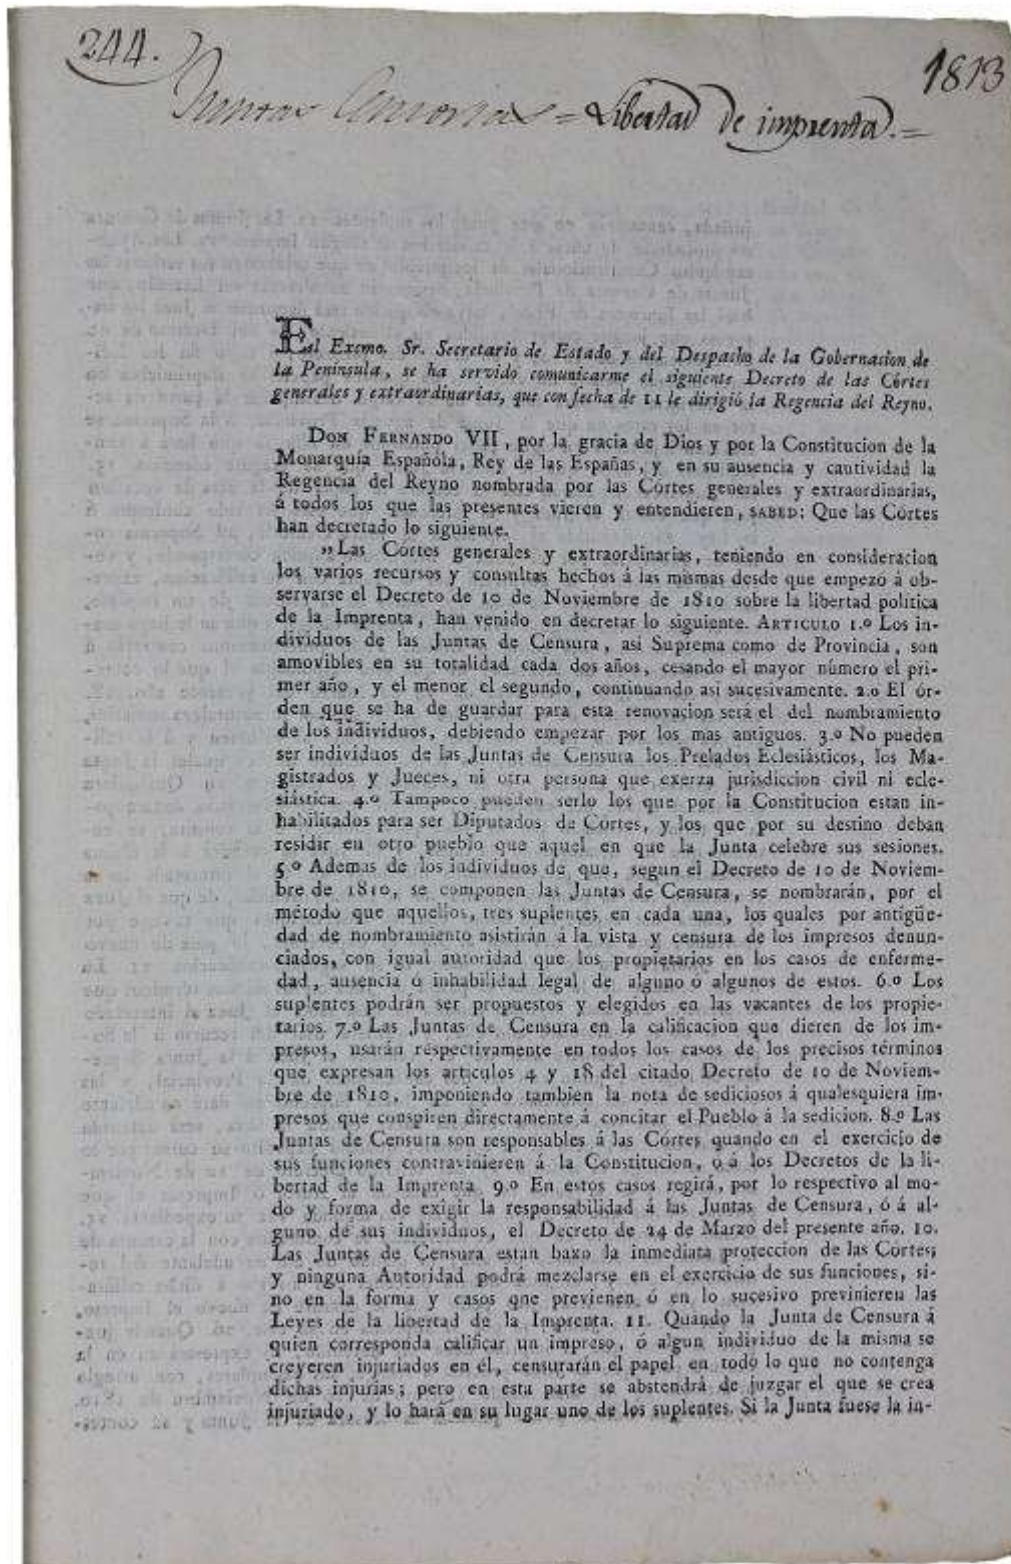 244.
1813
Juntas Censorias = Libertad de imprenta. =
El Excmo. Sr. Secretario de Estado y del Despacho de la Gobernacion de
la Península, se ha servido comunicarme el siguiente Decreto de las Córtes
generales y extraordinarias, que con fecha de 11 le dirigió la Regencia del Reyno.
DON FERNANDO VII, por la gracia de Dios y por la Constitucion de la
Monarquía Española, Rey de las Españas, y en su ausencia y cautividad la
Regencia del Reyno nombrada por las Córtes generales y extraordinarias,
á todos los que las presentes vieren y entendieren, SABED: Que las Córtes
han decretado lo siguiente.
„Las Córtes generales y extraordinarias, teniendo en consideracion
los varios recursos y consultas hechos á las mismas desde que empezó á ob-
servarse el Decreto de 10 de Noviembre de 1810 sobre la libertad política
de la Imprenta, han venido en decretar lo siguiente. ARTICULO 1.º Los in-
dividuos de las Juntas de Censura, asi Suprema como de Provincia, son
amovibles en su totalidad cada dos años, cesando el mayor número el pri-
mer año, y el menor el segundo, continuando asi sucesivamente. 2.º El ór-
den que se ha de guardar para esta renovacion será el del nombramiento
de los individuos, debiendo empezar por los mas antiguos. 3.º No pueden
ser individuos de las Juntas de Censura los Prelados Eclesiásticos, los Ma-
gistrados y Jueces, ni otra persona que exerza jurisdiccion civil ni ecle-
siástica. 4.º Tampoco pueden serlo los que por la Constitucion estan in-
habilitados para ser Diputados de Córtes, y los que por su destino deban
residir en otro pueblo que aquel en que la Junta celebre sus sesiones.
5.º Ademas de los individuos de que, segun el Decreto de 10 de Noviem-
bre de 1810, se componen las Juntas de Censura, se nombrarán, por el
método que aquellos, tres suplentes en cada una, los quales por antigüe-
dad de nombramiento asistirán á la vista y censura de los impresos denun-
ciados, con igual autoridad que los propietarios en los casos de enferme-
dad, ausencia ó inhabilidad legal de alguno ó algunos de estos. 6.º Los
suplentes podrán ser propuestos y elegidos en las vacantes de los propie-
tarios. 7.º Las Juntas de Censura en la calificacion que dieren de los im-
presos, usarán respectivamente en todos los casos de los precisos términos
que expresan los artículos 4 y 18 del citado Decreto de 10 de Noviem-
bre de 1810, imponiendo tambien la nota de sediciosos á qualesquiera im-
presos que conspiren directamente á concitar el Pueblo á la sedicion. 8.º Las
Juntas de Censura son responsables á las Córtes quando en el exercicio de
sus funciones contravinieren á la Constitucion, ó á los Decretos de la li-
bertad de la Imprenta. 9.º En estos casos regirá, por lo respectivo al mo-
do y forma de exigir la responsabilidad á las Juntas de Censura, ó á al-
guno de sus individuos, el Decreto de 24 de Marzo del presente año. 10.
Las Juntas de Censura estan baxo la inmediata proteccion de las Córtes;
y ninguna Autoridad podrá mezclarse en el exercicio de sus funciones, si-
no en la forma y casos que previenen ó en lo sucesivo previnieren las
Leyes de la libertad de la Imprenta. 11. Quando la Junta de Censura á
quien corresponda calificar un impreso, ó algun individuo de la misma se
creyeren injuriados en él, censurarán el papel en todo lo que no contenga
dichas injurias; pero en esta parte se abstendrá de juzgar el que se crea
injuriado, y lo hará en su lugar uno de los suplentes. Si la Junta fuese la in-